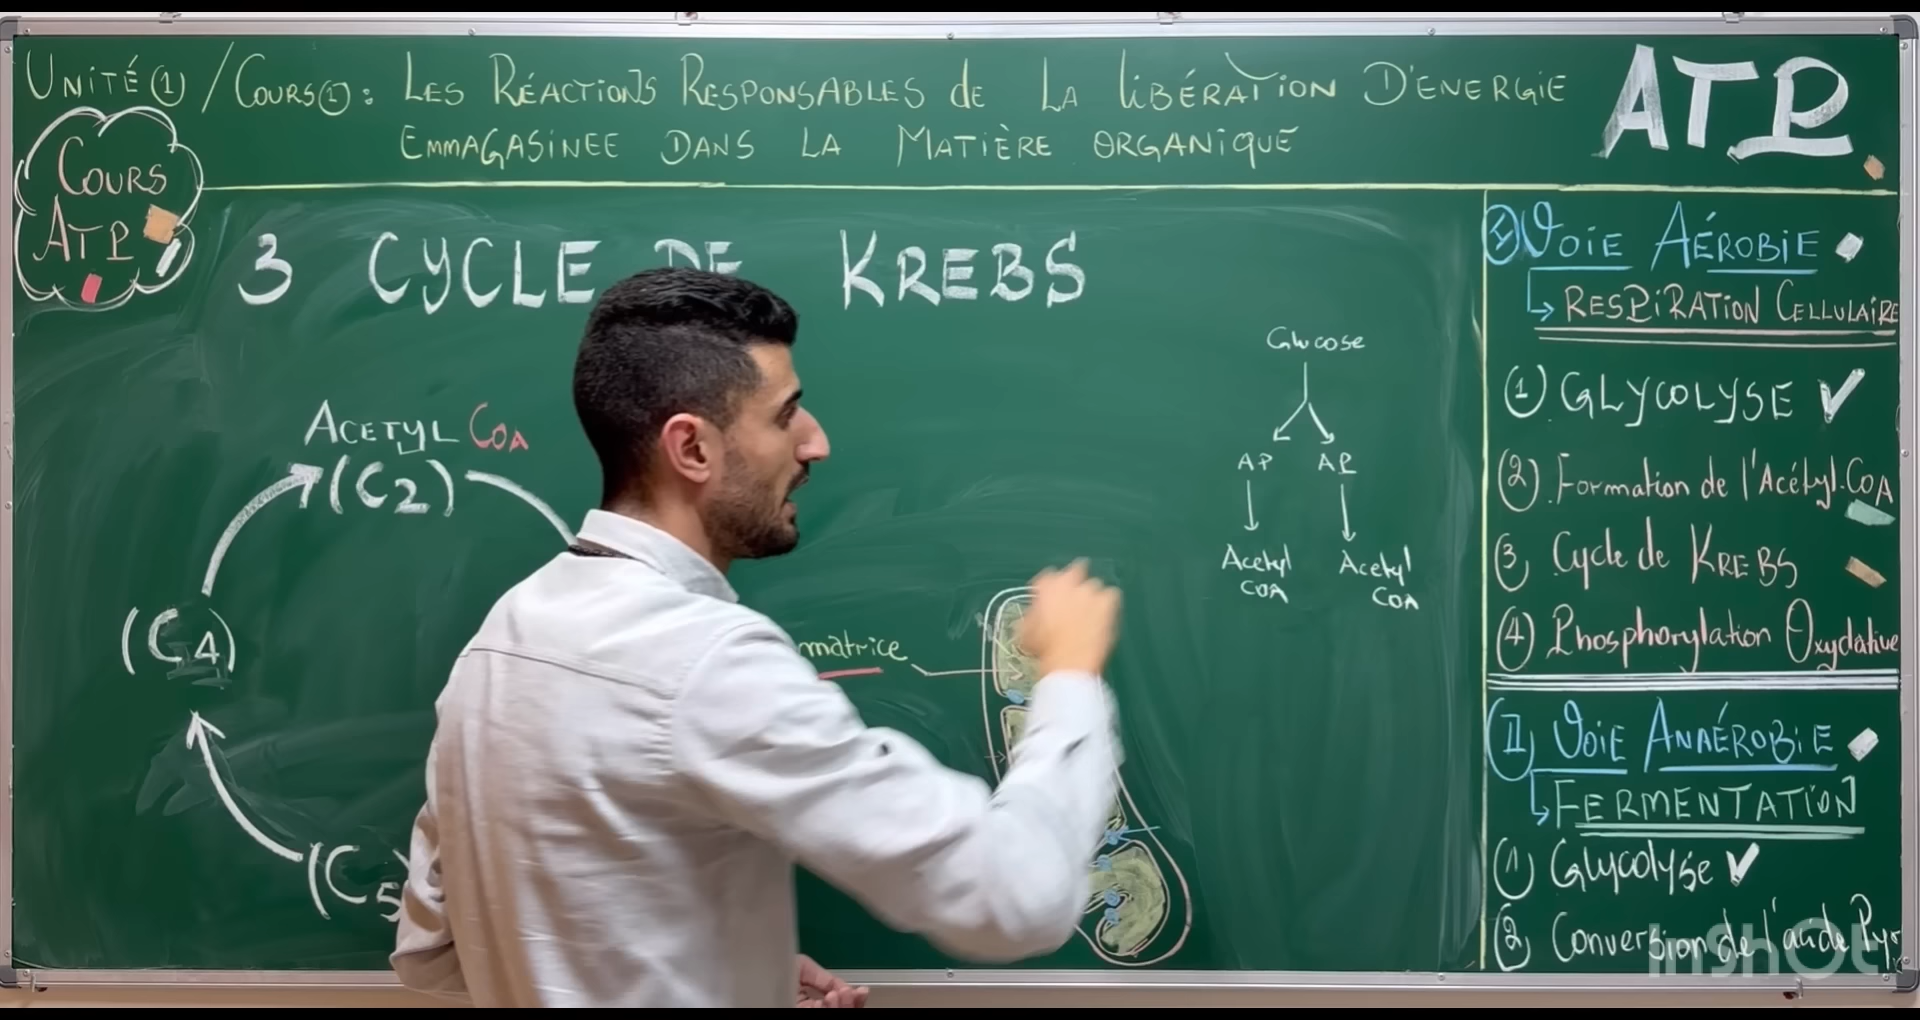 UNITÉ (1) / COURS (1) : LES RÉACTIONS RESPONSABLES de LA LIBÉRATION D'ENERGIE
EMMAGASINEE DANS LA MATIÈRE ORGANIQUE
ATP
COURS
ATP
3 CYCLE DE KREBS
ACETYL COA
(C2)
(C4)
(C5)
matrice
Glucose
AP AP
Acetyl Acetyl
COA COA
VOIE AÉROBIE
RESPIRATION CELLULAIRE
(1) GLYCOLYSE
(2) Formation de l'Acétyl.COA
(3) Cycle de KREBS
(4) Phosphorylation Oxydative
(II) VOIE ANAÉROBIE
FERMENTATION
(1) Glycolyse
(2) Conversion de l'acide Pyr
InShOt